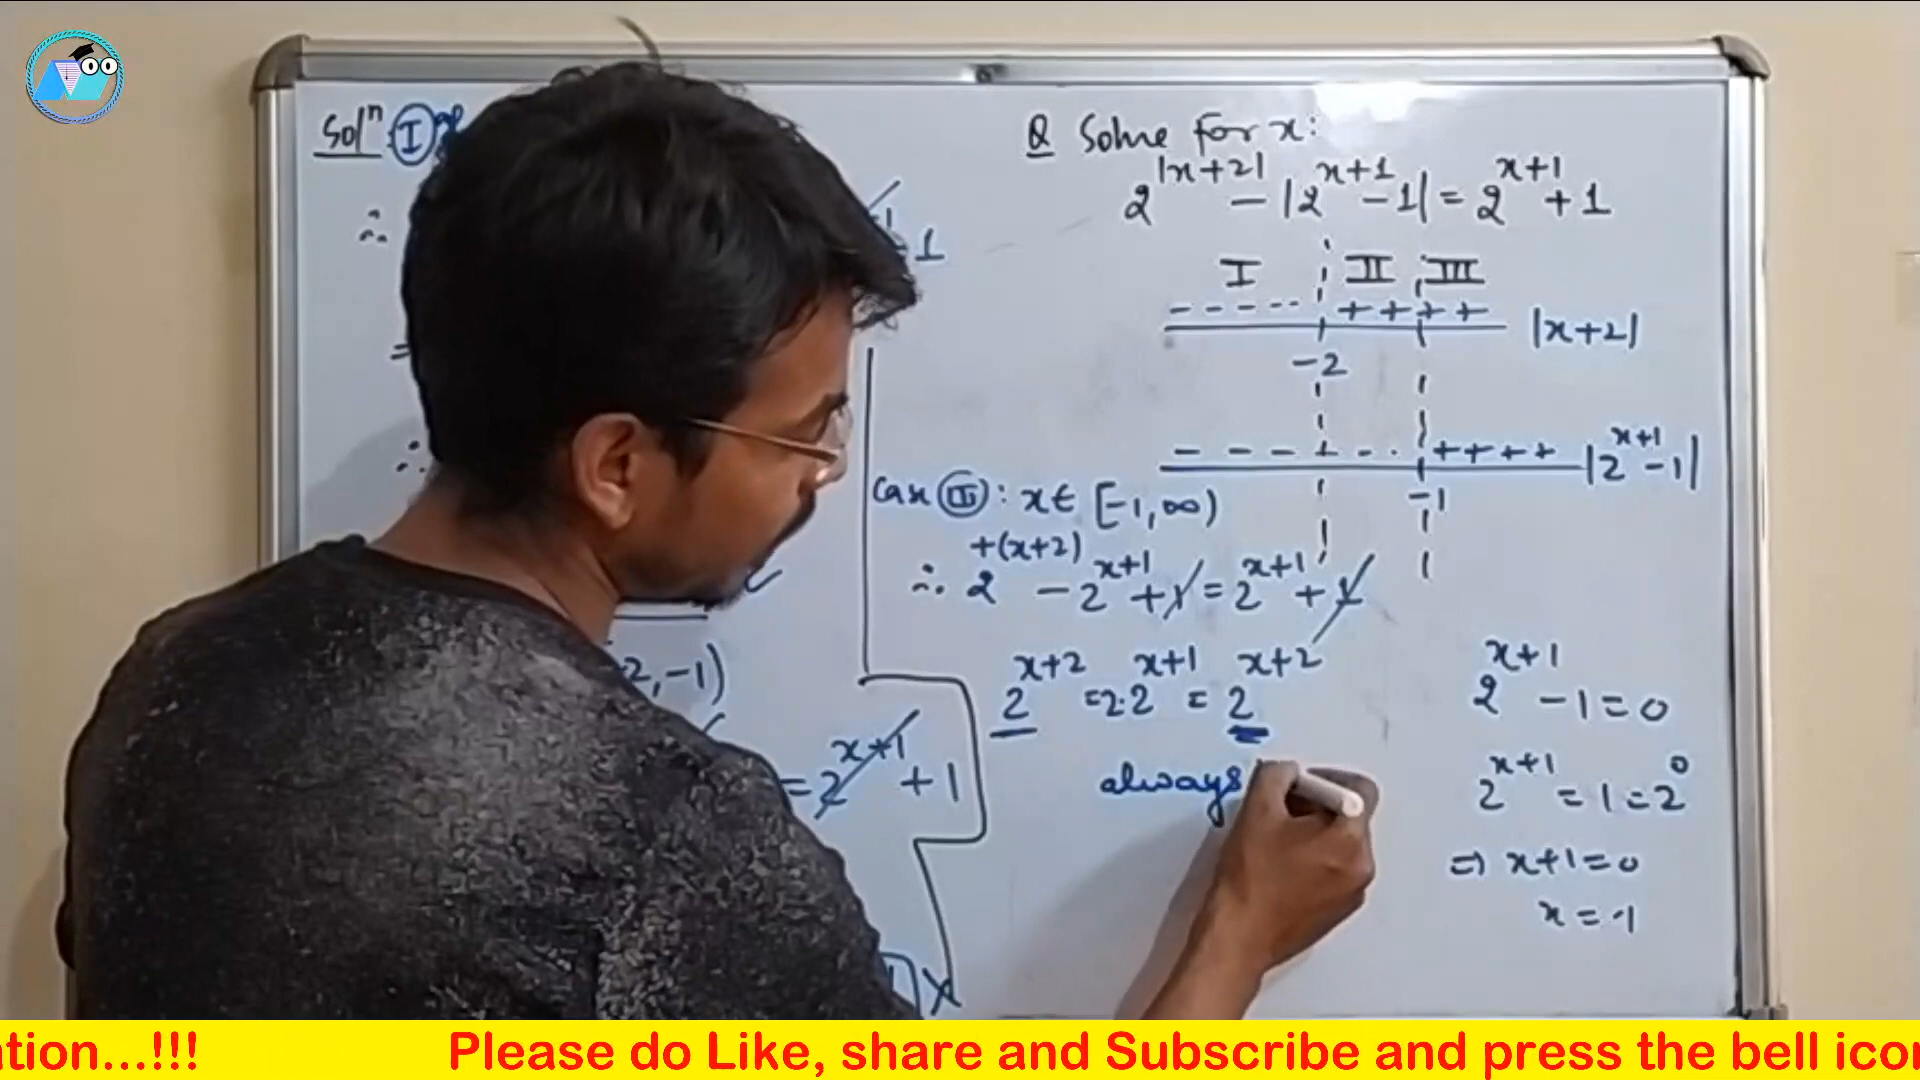 Solⁿ I
∴ 1
=
∴
2, -1)
= 2^{x+1} + 1
Q Solve for x:
2^{|x+2|} - |2^{x+1} - 1| = 2^{x+1} + 1
I II III
- - - - - + + + + |x+2|
-2
- - - + - . + + + + |2^{x+1} - 1|
-1
Case III : x ∈ [-1, ∞)
∴ 2^{+(x+2)} - 2^{x+1} + 1 = 2^{x+1} + 1
2^{x+2} = 2.2^{x+1} = 2^{x+2}
always
2^{x+1} - 1 = 0
2^{x+1} = 1 = 2^0
⇒ x+1 = 0
x = -1
ation...!!! Please do Like, share and Subscribe and press the bell icon